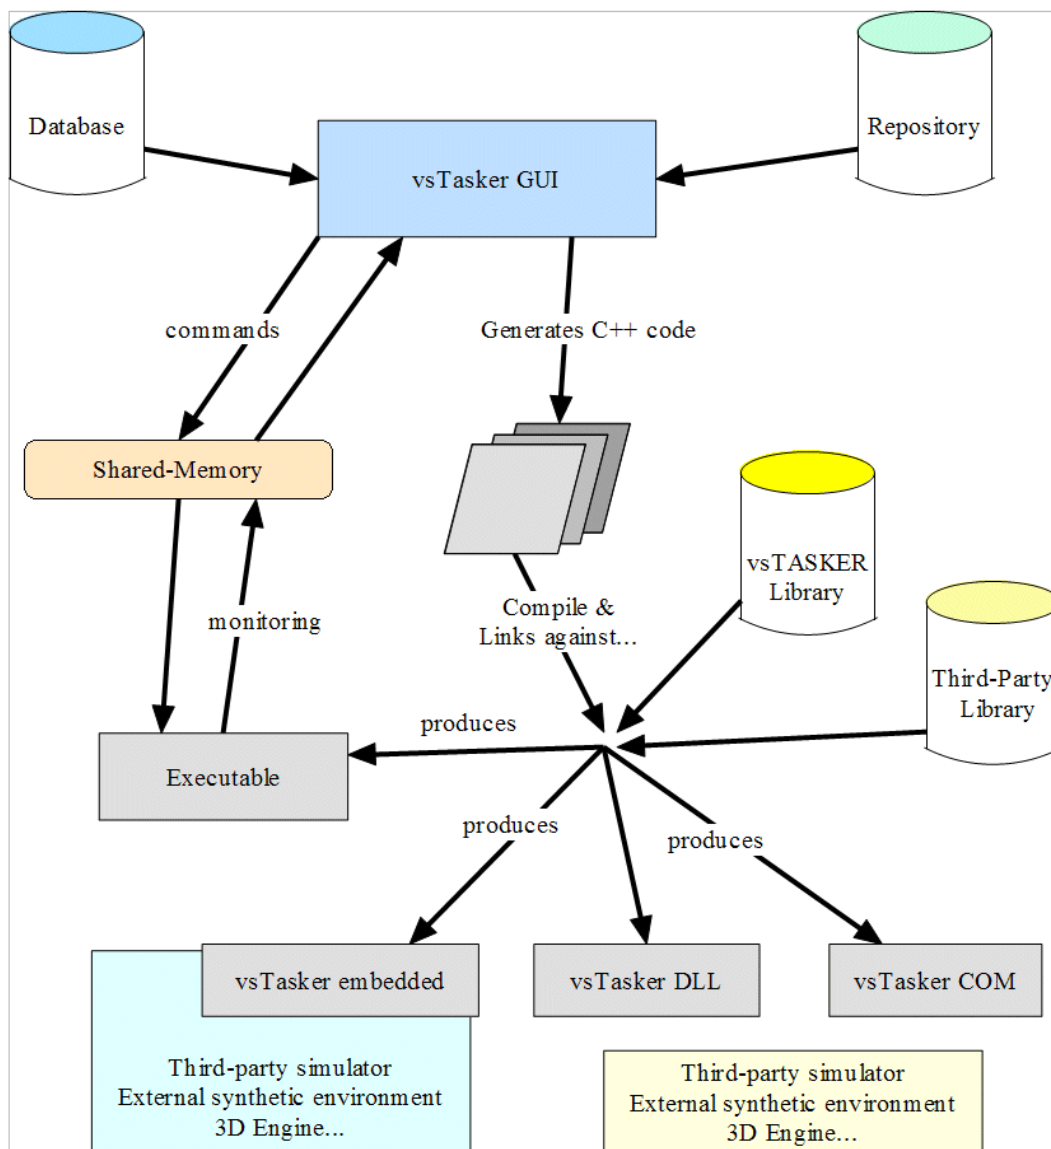 Database
Repository
vsTasker GUI
commands
Generates C++ code
Shared-Memory
vsTASKER
Library
Compile &
Links against...
monitoring
Third-Party
Library
produces
Executable
produces
produces
vsTasker embedded
vsTasker DLL
vsTasker COM
Third-party simulator
External synthetic environment
3D Engine...
Third-party simulator
External synthetic environment
3D Engine...